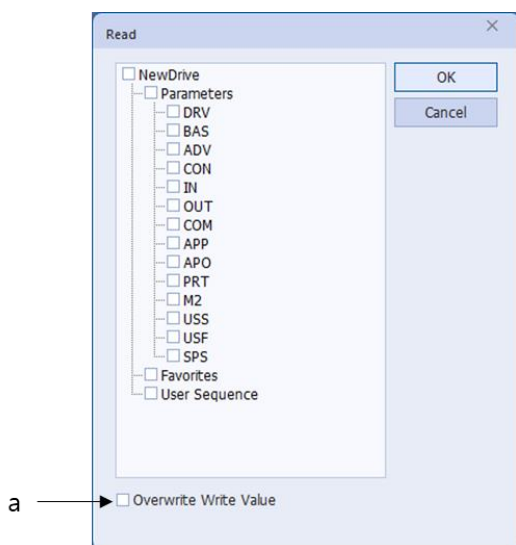 Read
NewDrive
OK
Parameters
DRV
Cancel
BAS
ADV
CON
IN
OUT
COM
APP
APO
PRT
M2
USS
USF
SPS
Favorites
User Sequence
a
Overwrite Write Value